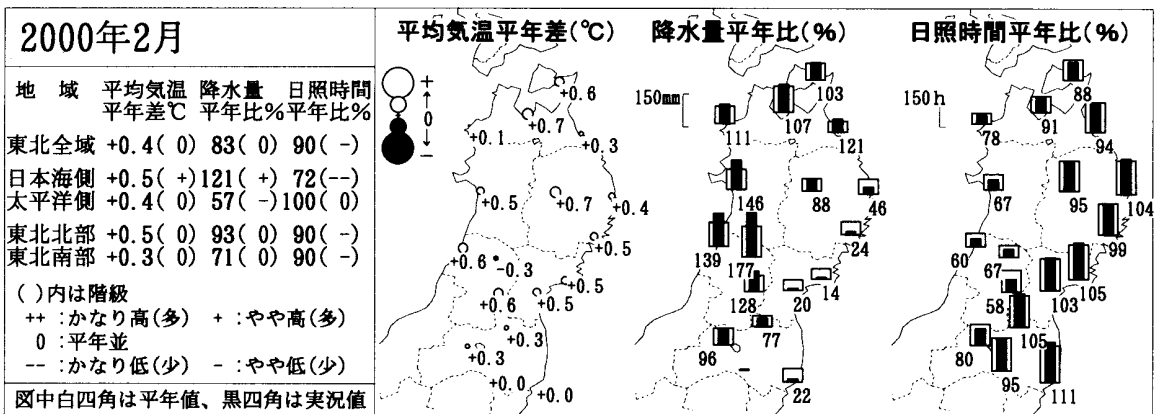 2000年2月
地 域 平均気温 降水量 日照時間
平年差℃ 平年比% 平年比%
東北全域 +0.4( 0) 83( 0) 90( -)
日本海側 +0.5( +)121( +) 72(--)
太平洋側 +0.4( 0) 57( -)100( 0)
東北北部 +0.5( 0) 93( 0) 90( -)
東北南部 +0.3( 0) 71( 0) 90( -)
( )内は階級
++ :かなり高(多) + :やや高(多)
0 :平年並
-- :かなり低(少) - :やや低(少)
図中白四角は平年値、黒四角は実況値
平均気温平年差(℃)
+
0
-
+0.6
+0.7
+0.1
+0.3
+0.5
+0.7
+0.4
+0.5
+0.6
-0.3
+0.5
+0.6
+0.5
+0.3
+0.3
+0.0
+0.0
降水量平年比(%)
150mm
103
107
111
121
146
88
46
24
139
177
14
128
20
77
96
22
日照時間平年比(%)
150h
88
91
78
94
67
95
104
99
60
67
105
58
103
105
80
95
111